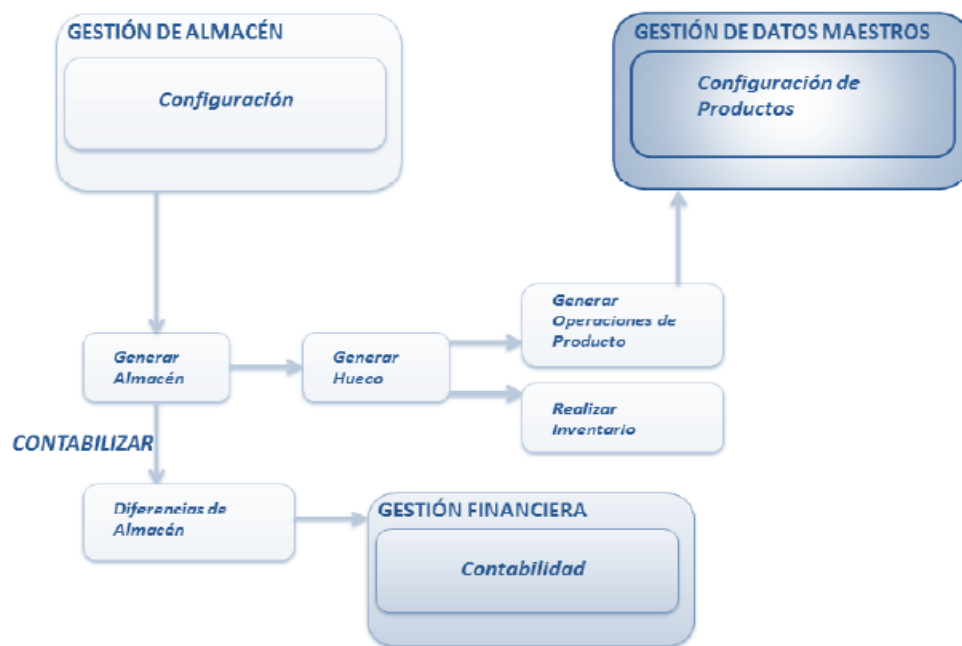 GESTIÓN DE ALMACÉN
Configuración
GESTIÓN DE DATOS MAESTROS
Configuración de
Productos
Generar
Operaciones de
Producto
Generar
Almacén
Generar
Hueco
Realizar
Inventario
CONTABILIZAR
Diferencias de
Almacén
GESTIÓN FINANCIERA
Contabilidad